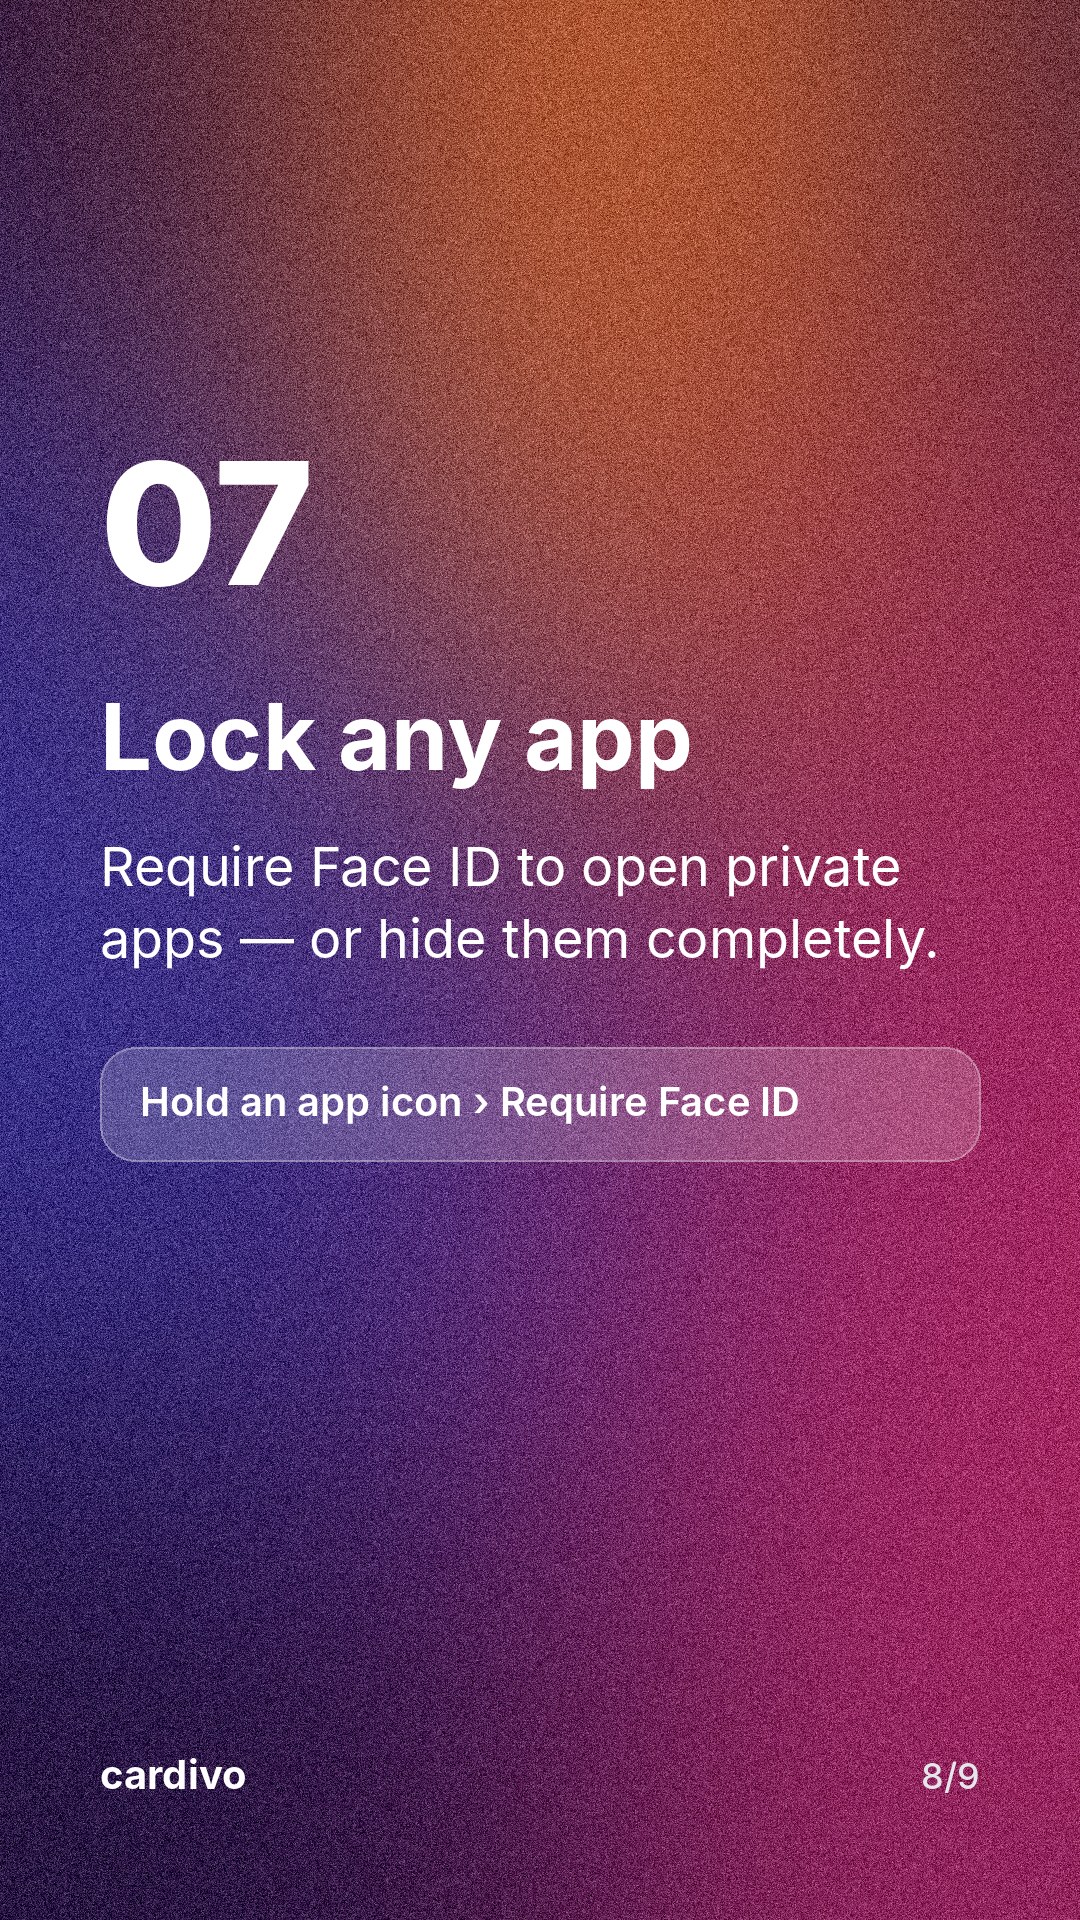 07
Lock any app
Require Face ID to open private
apps — or hide them completely.
Hold an app icon › Require Face ID
cardivo
8/9